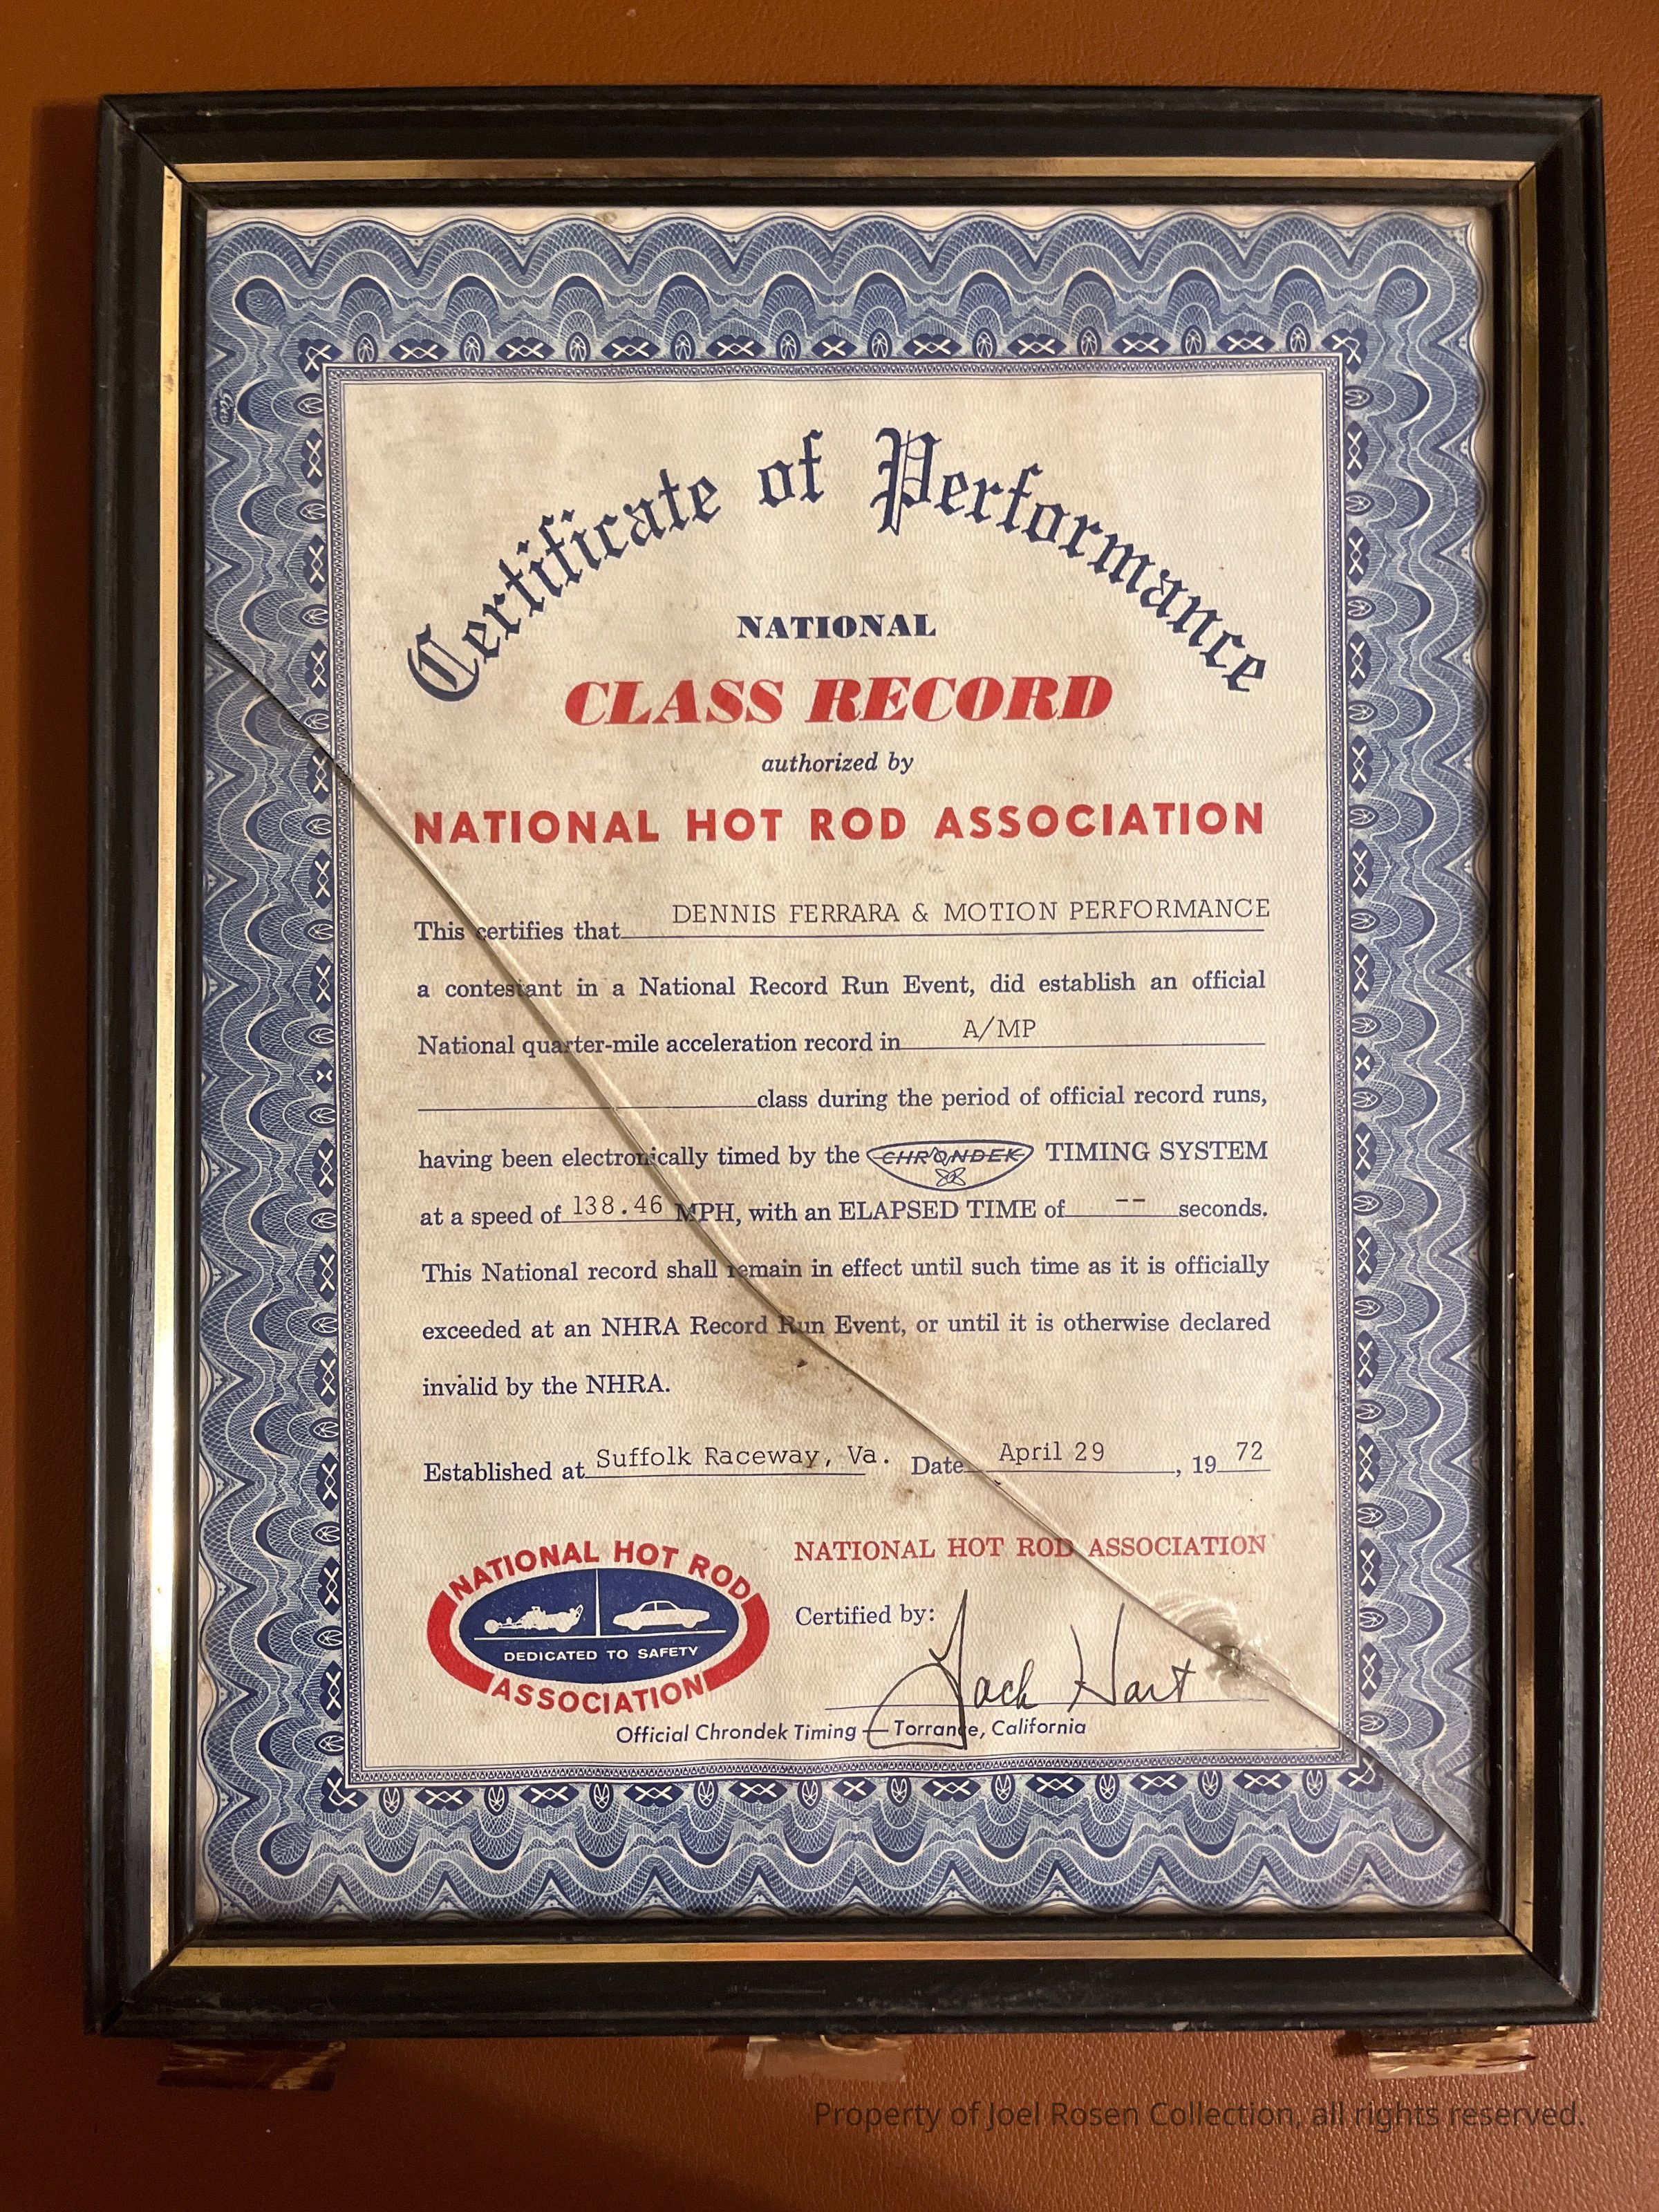 Certificate of Performance
NATIONAL
CLASS RECORD
authorized by
NATIONAL HOT ROD ASSOCIATION
This certifies that DENNIS FERRARA & MOTION PERFORMANCE
a contestant in a National Record Run Event, did establish an official
National quarter-mile acceleration record in A/MP
class during the period of official record runs,
having been electronically timed by the CHRONDEK TIMING SYSTEM
at a speed of 138.46 MPH, with an ELAPSED TIME of -- seconds.
This National record shall remain in effect until such time as it is officially
exceeded at an NHRA Record Run Event, or until it is otherwise declared
invalid by the NHRA.
Established at Suffolk Raceway, Va. Date April 29, 19 72
NATIONAL HOT ROD
DEDICATED TO SAFETY
ASSOCIATION
NATIONAL HOT ROD ASSOCIATION
Certified by:
Jack Hart
Official Chrondek Timing — Torrance, California
Property of Joel Rosen Collection, all rights reserved.